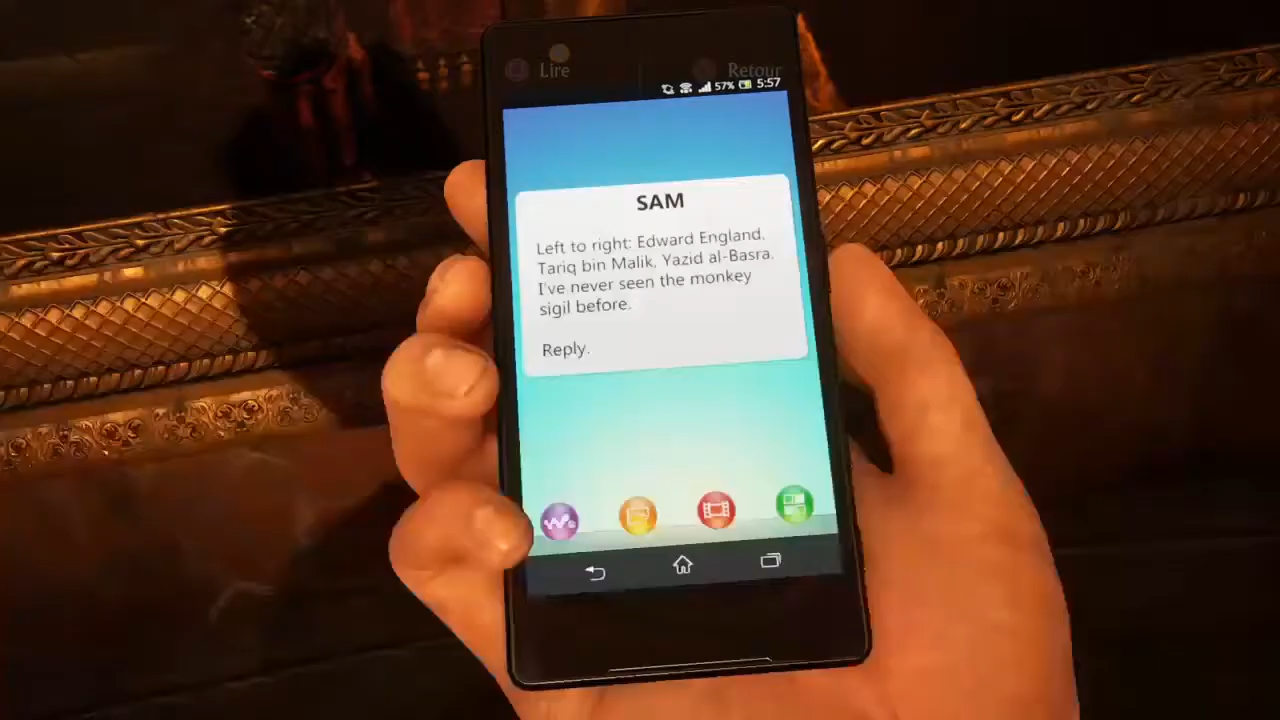 Lire
Retour
57% 5:57
SAM
Left to right: Edward England,
Tariq bin Malik, Yazid al-Basra.
I've never seen the monkey
sigil before.
Reply.